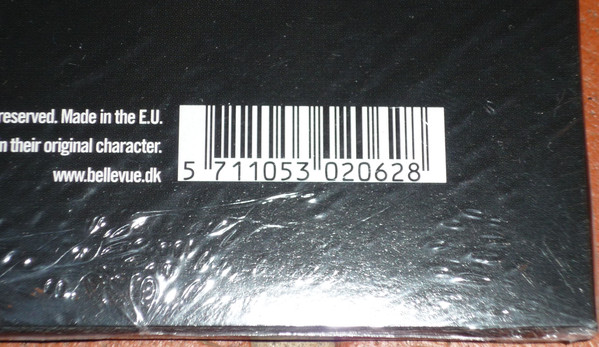 reserved. Made in the E.U.
n their original character.
www.bellevue.dk
5 711053 020628